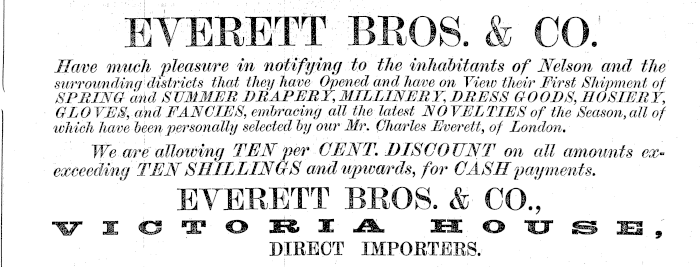 EVERETT BROS. & CO.
Have much pleasure in notifying to the inhabitants of Nelson and the
surrounding districts that they have Opened and have on View their First Shipment of
SPRING and SUMMER DRAPERY, MILLINERY, DRESS GOODS, HOSIERY,
GLOVES, and FANCIES, embracing all the latest NOVELTIES of the Season, all of
which have been personally selected by our Mr. Charles Everett, of London.
We are allowing TEN per CENT. DISCOUNT on all amounts ex-
exceeding TEN SHILLINGS and upwards, for CASH payments.
EVERETT BROS. & CO.,
VICTORIA HOUSE,
DIRECT IMPORTERS.